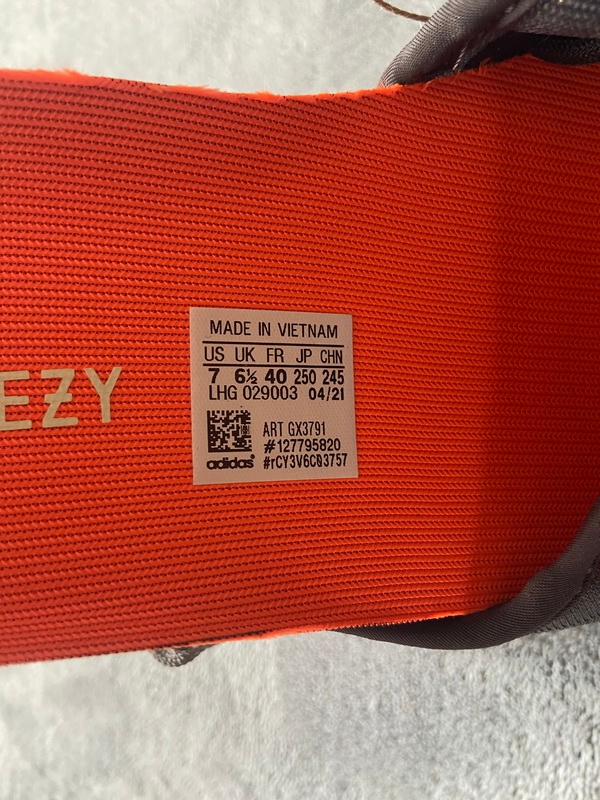 EZY
MADE IN VIETNAM
US UK FR JP CHN
7 6½ 40 250 245
LHG 029003 04/21
ART GX3791
#127795820
adidas® #rCY3V6C03757